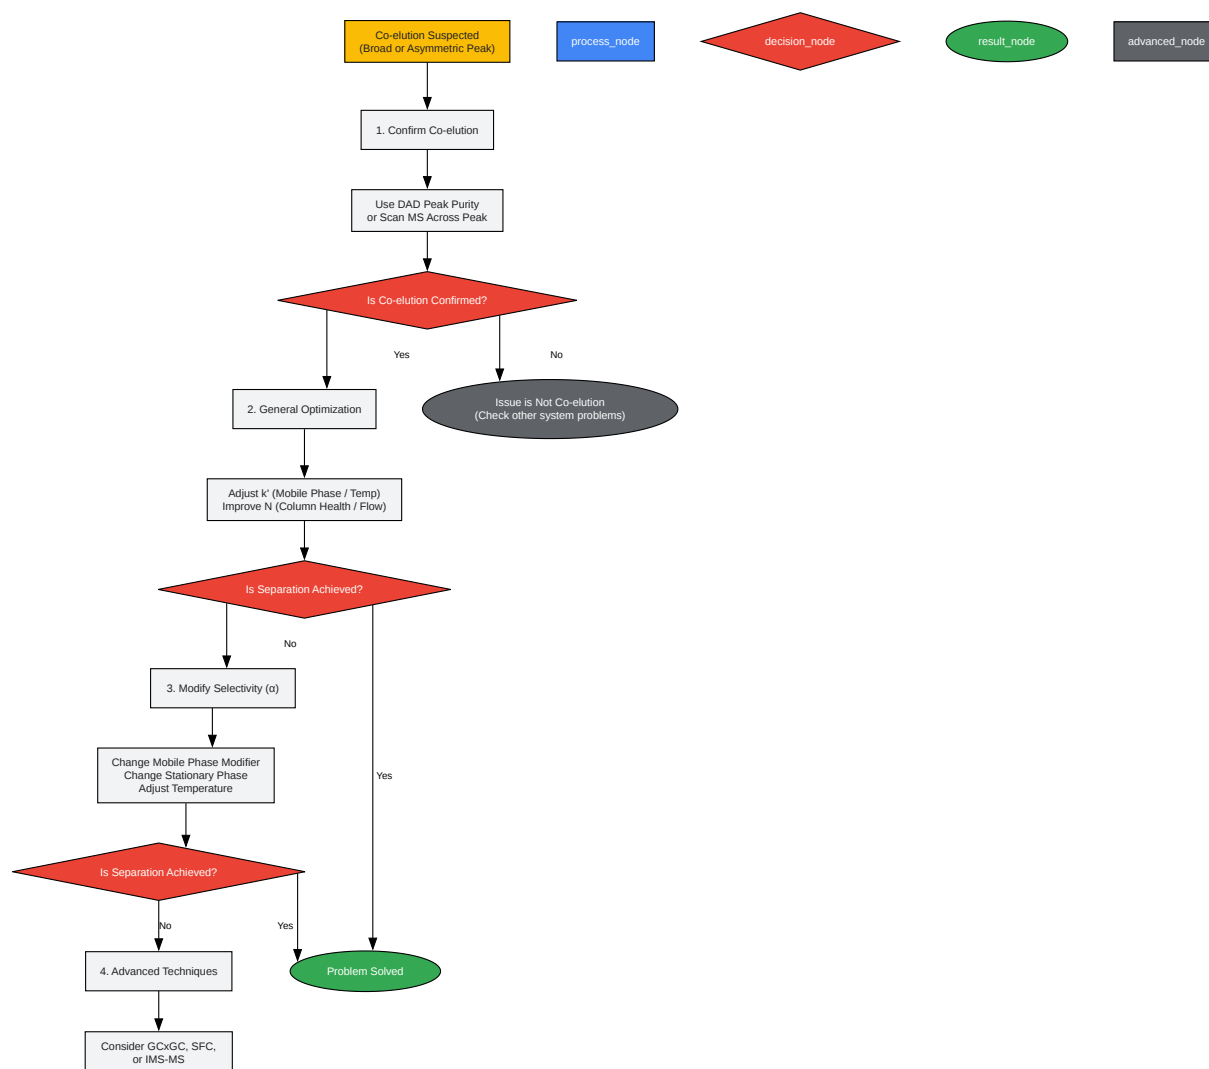 Co-elution Suspected
(Broad or Asymmetric Peak)
process_node
decision_node
result_node
advanced_node
1. Confirm Co-elution
Use DAD Peak Purity
or Scan MS Across Peak
Is Co-elution Confirmed?
Yes
No
2. General Optimization
Issue is Not Co-elution
(Check other system problems)
Adjust k' (Mobile Phase / Temp)
Improve N (Column Health / Flow)
Is Separation Achieved?
No
3. Modify Selectivity (α)
Change Mobile Phase Modifier
Change Stationary Phase
Adjust Temperature
Yes
Is Separation Achieved?
No
Yes
4. Advanced Techniques
Problem Solved
Consider GCxGC, SFC,
or IMS-MS